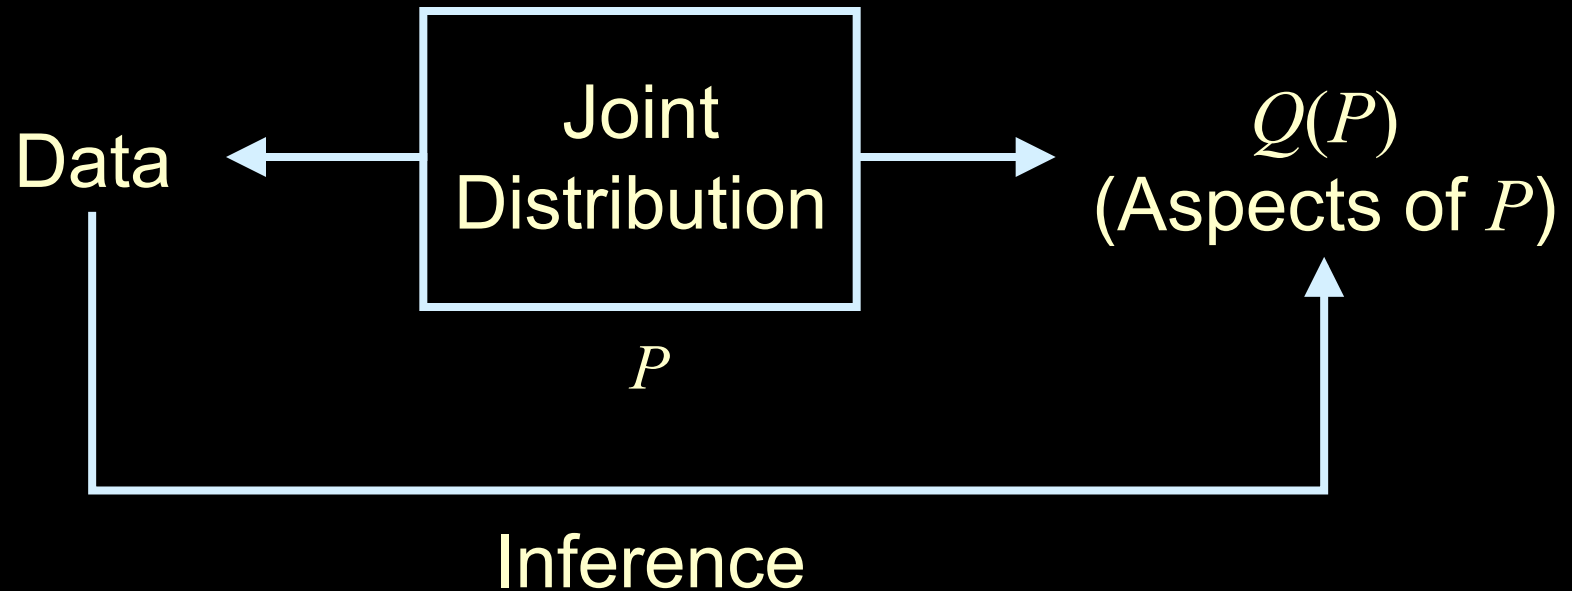 Data
Joint
Distribution
P
Q(P)
(Aspects of P)
Inference